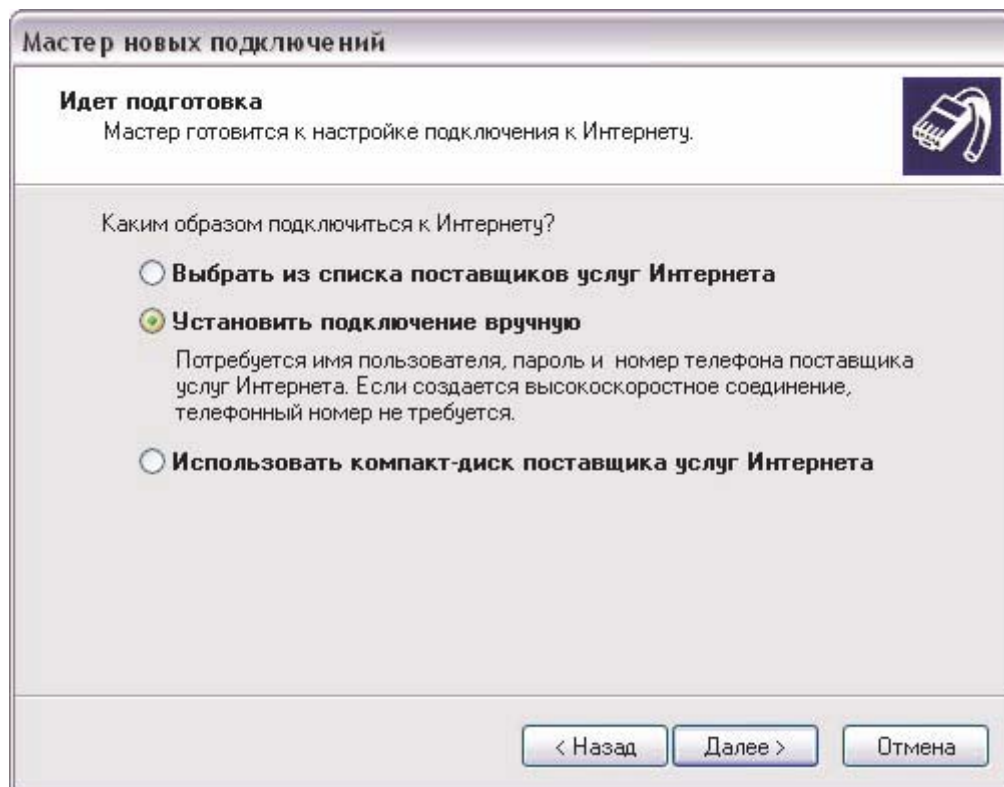 Мастер новых подключений
Идет подготовка
Мастер готовится к настройке подключения к Интернету.
Каким образом подключиться к Интернету?
Выбрать из списка поставщиков услуг Интернета
Установить подключение вручную
Потребуется имя пользователя, пароль и номер телефона поставщика
услуг Интернета. Если создается высокоскоростное соединение,
телефонный номер не требуется.
Использовать компакт-диск поставщика услуг Интернета
< Назад
Далее >
Отмена